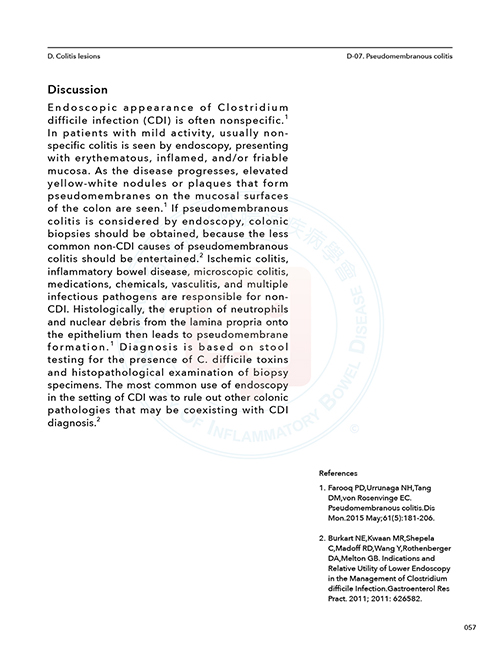 D. Colitis lesions
D-07. Pseudomembranous colitis
Discussion
Endoscopic appearance of Clostridium
difficile infection (CDI) is often nonspecific.1
In patients with mild activity, usually non-
specific colitis is seen by endoscopy, presenting
with erythematous, inflamed, and/or friable
mucosa. As the disease progresses, elevated
yellow-white nodules or plaques that form
pseudomembranes on the mucosal surfaces
of the colon are seen.1 If pseudomembranous
colitis is considered by endoscopy, colonic
biopsies should be obtained, because the less
common non-CDI causes of pseudomembranous
colitis should be entertained.2 Ischemic colitis,
inflammatory bowel disease, microscopic colitis,
medications, chemicals, vasculitis, and multiple
infectious pathogens are responsible for non-
CDI. Histologically, the eruption of neutrophils
and nuclear debris from the lamina propria onto
the epithelium then leads to pseudomembrane
formation.1 Diagnosis is based on stool
testing for the presence of C. difficile toxins
and histopathological examination of biopsy
specimens. The most common use of endoscopy
in the setting of CDI was to rule out other colonic
pathologies that may be coexisting with CDI
diagnosis.2
疾病學會
OF INFLAMMATORY BOWEL DISEASE
®
References
1. Farooq PD,Urrunaga NH,Tang
DM,von Rosenvinge EC.
Pseudomembranous colitis.Dis
Mon.2015 May;61(5):181-206.
2. Burkart NE,Kwaan MR,Shepela
C,Madoff RD,Wang Y,Rothenberger
DA,Melton GB. Indications and
Relative Utility of Lower Endoscopy
in the Management of Clostridium
difficile Infection.Gastroenterol Res
Pract. 2011; 2011: 626582.
057